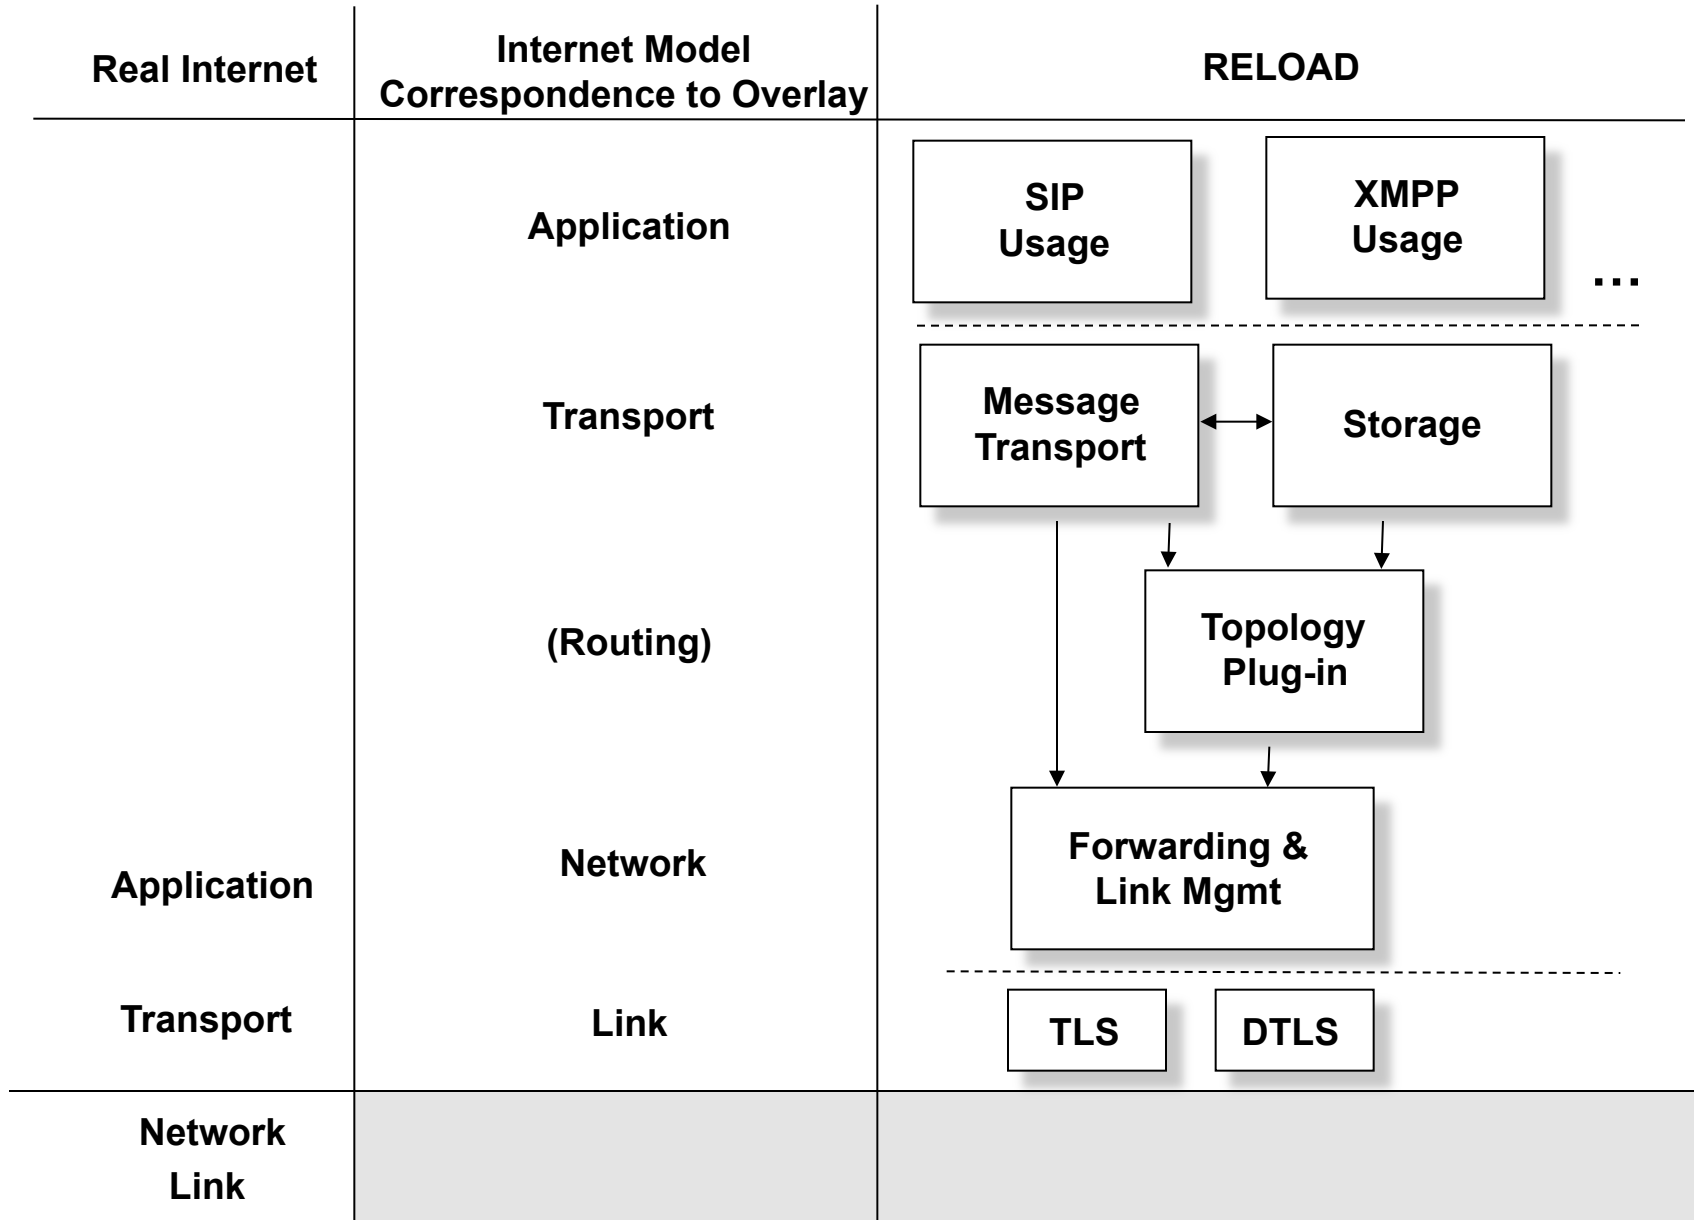 Real Internet
Internet Model
Correspondence to Overlay
RELOAD
Application
SIP
Usage
XMPP
Usage
...
Transport
Message
Transport
Storage
(Routing)
Topology
Plug-in
Application
Network
Forwarding &
Link Mgmt
Transport
Link
TLS
DTLS
Network
Link